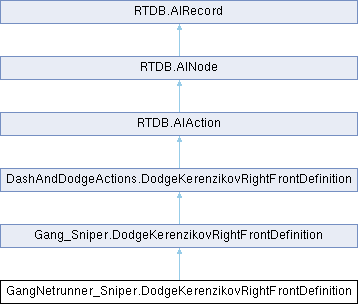 RTDB.AIRecord
RTDB.AINode
RTDB.AIAction
DashAndDodgeActions.DodgeKerenzikovRightFrontDefinition
Gang_Sniper.DodgeKerenzikovRightFrontDefinition
GangNetrunner_Sniper.DodgeKerenzikovRightFrontDefinition